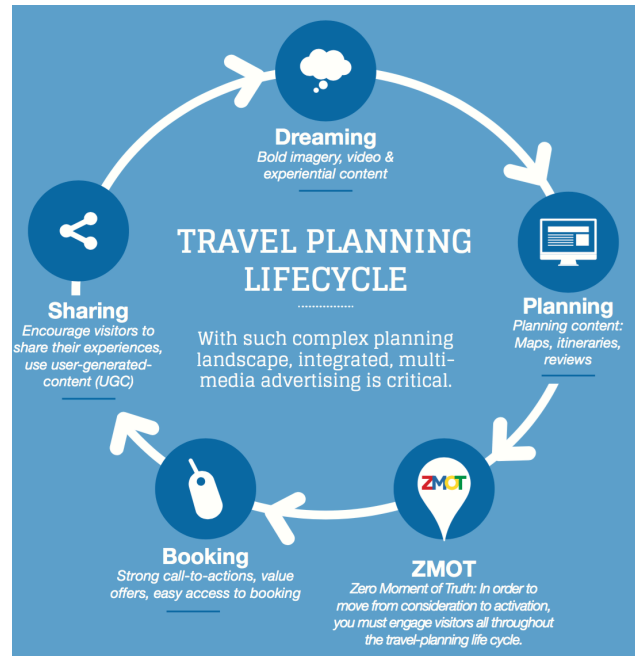 Dreaming
Bold imagery, video &
experiential content
TRAVEL PLANNING
LIFECYCLE
With such complex planning
landscape, integrated, multi-
media advertising is critical.
Planning
Planning content:
Maps, itineraries,
reviews
ZMOT
ZMOT
Zero Moment of Truth: In order to
move from consideration to activation,
you must engage visitors all throughout
the travel-planning life cycle.
Booking
Strong call-to-actions, value
offers, easy access to booking
Sharing
Encourage visitors to
share their experiences,
use user-generated-
content (UGC)